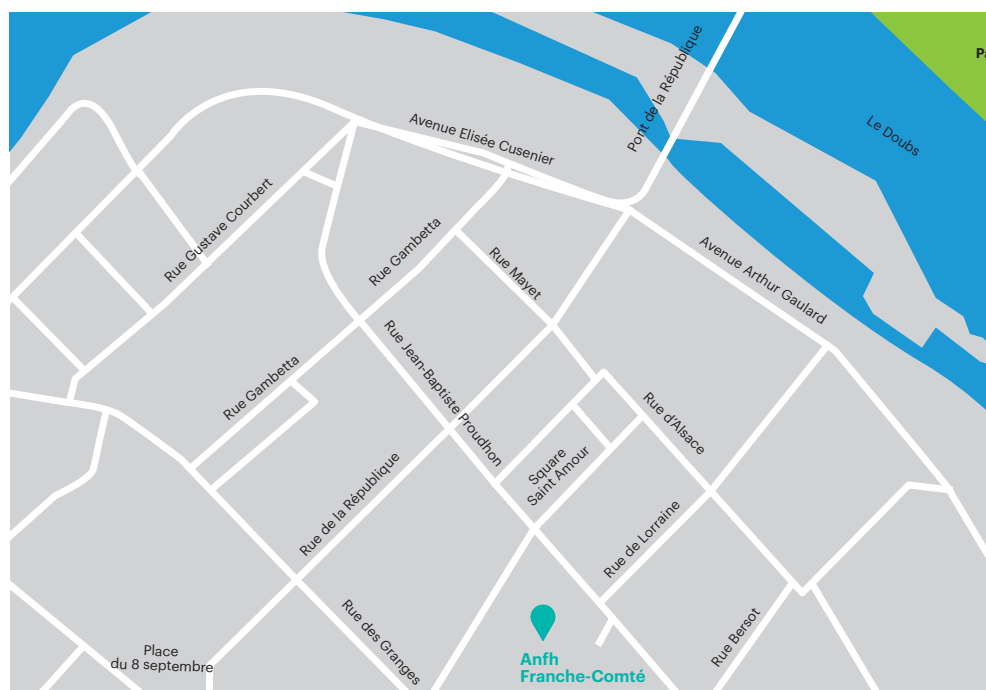 Pa
Pont de la République
Le Doubs
Avenue Elisée Cusenier
Rue Gustave Courbert
Rue Gambetta
Rue Mayet
Avenue Arthur Gaulard
Rue Jean-Baptiste Proudhon
Rue Gambetta
Rue d'Alsace
Square
Saint Amour
Rue de la République
Rue de Lorraine
Rue des Granges
Rue Bersot
Place
du 8 septembre
Anfh
Franche-Comté